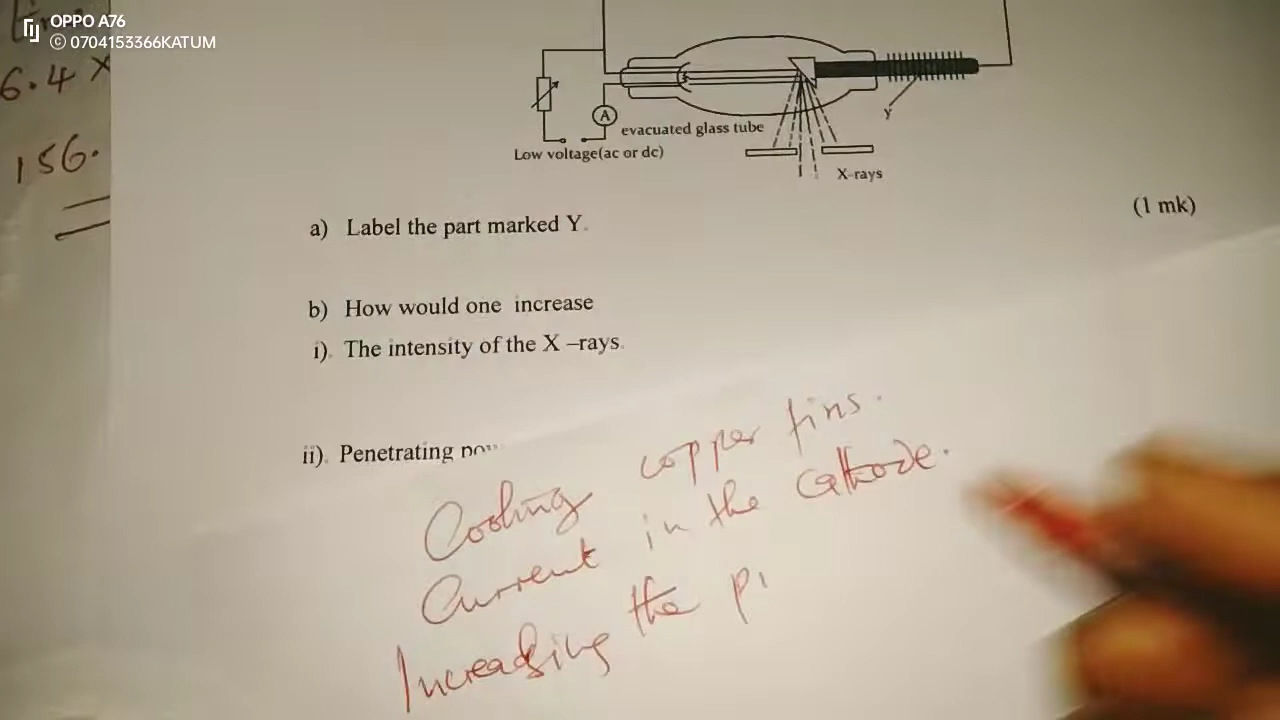 OPPO A76
© 0704153366KATUM
6.4 x
156.
A
evacuated glass tube
Y
Low voltage(ac or dc)
X-rays
(1 mk)
a) Label the part marked Y.
b) How would one increase
i). The intensity of the X –rays.
ii). Penetrating
Cooling copper fins.
Current in the cathode.
Increasing the p